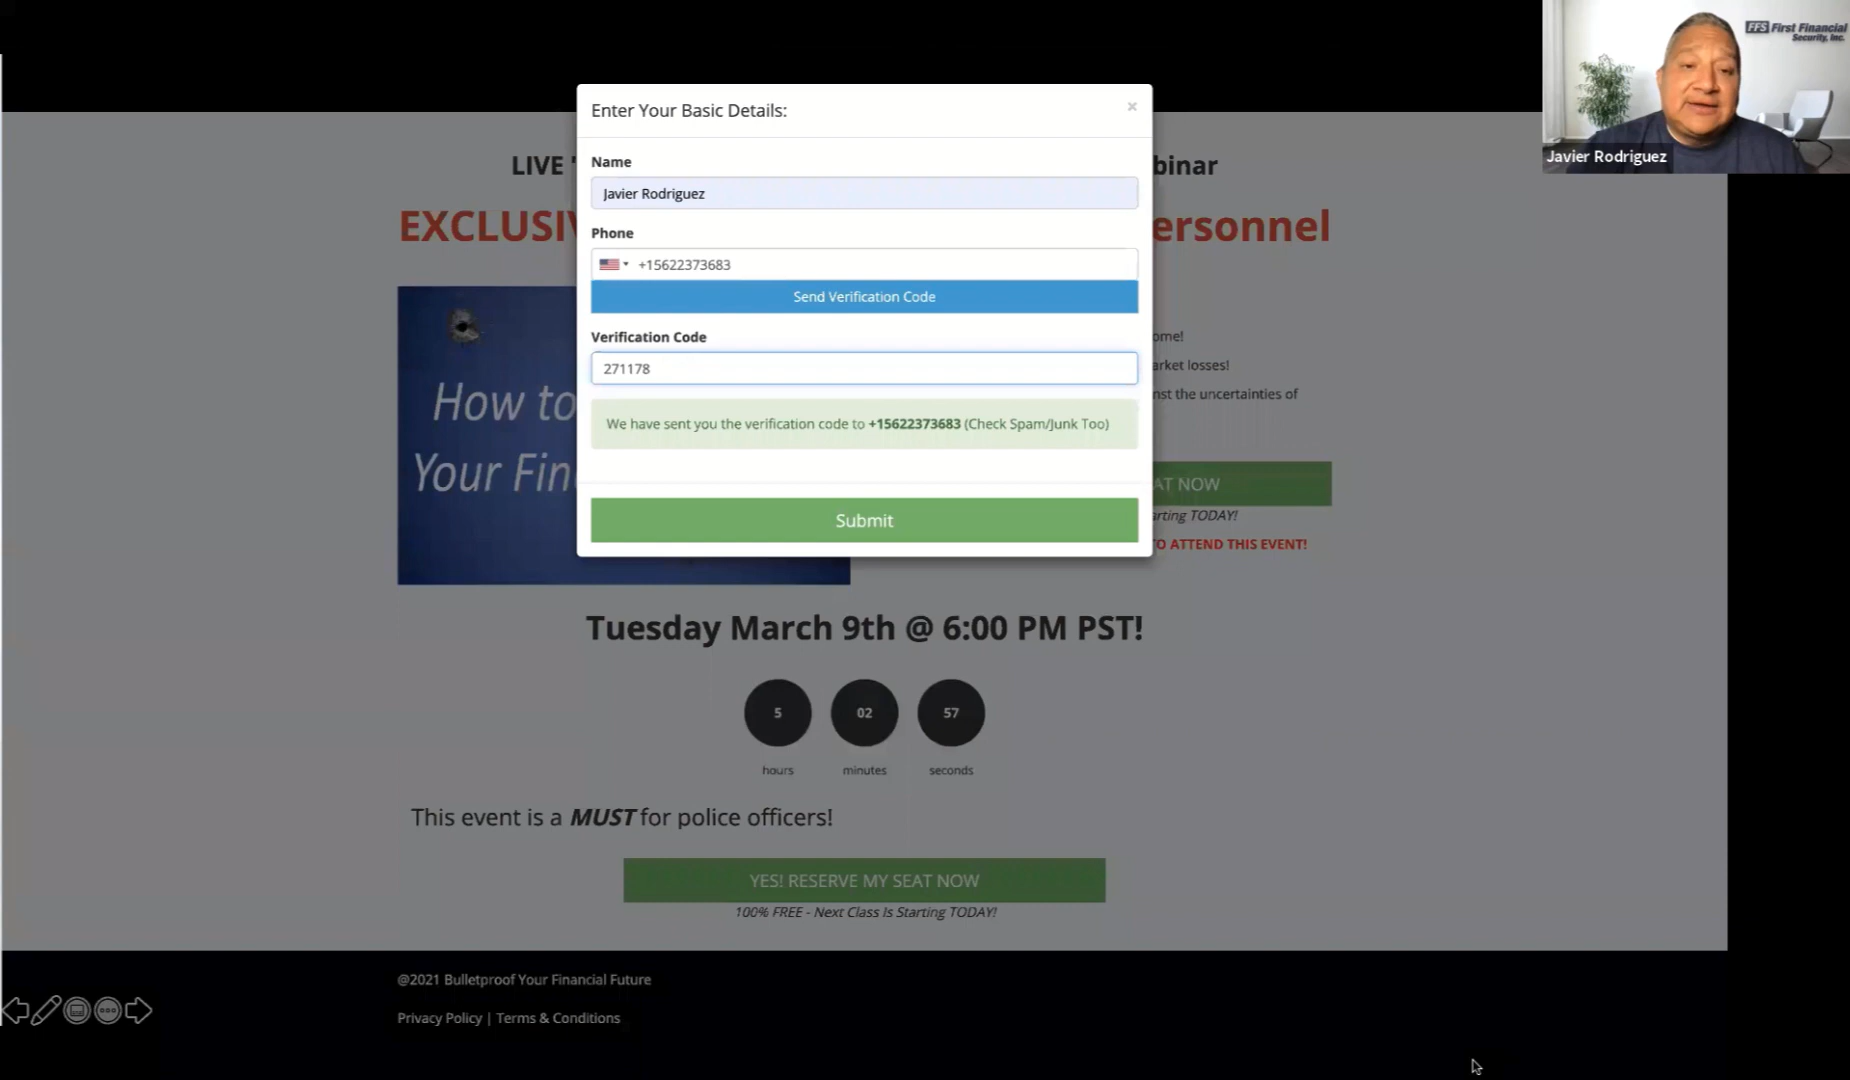 FFS First Financial
Security, Inc.
Javier Rodriguez
Enter Your Basic Details:
×
Name
Javier Rodriguez
Phone
+15622373683
Send Verification Code
Verification Code
271178
We have sent you the verification code to +15622373683 (Check Spam/Junk Too)
Submit
LIVE
binar
EXCLUSIV
ersonnel
How to
Your Fin
ome!
arket losses!
nst the uncertainties of
AT NOW
arting TODAY!
O ATTEND THIS EVENT!
Tuesday March 9th @ 6:00 PM PST!
5 02 57
hours minutes seconds
This event is a MUST for police officers!
YES! RESERVE MY SEAT NOW
100% FREE - Next Class Is Starting TODAY!
@2021 Bulletproof Your Financial Future
Privacy Policy | Terms & Conditions